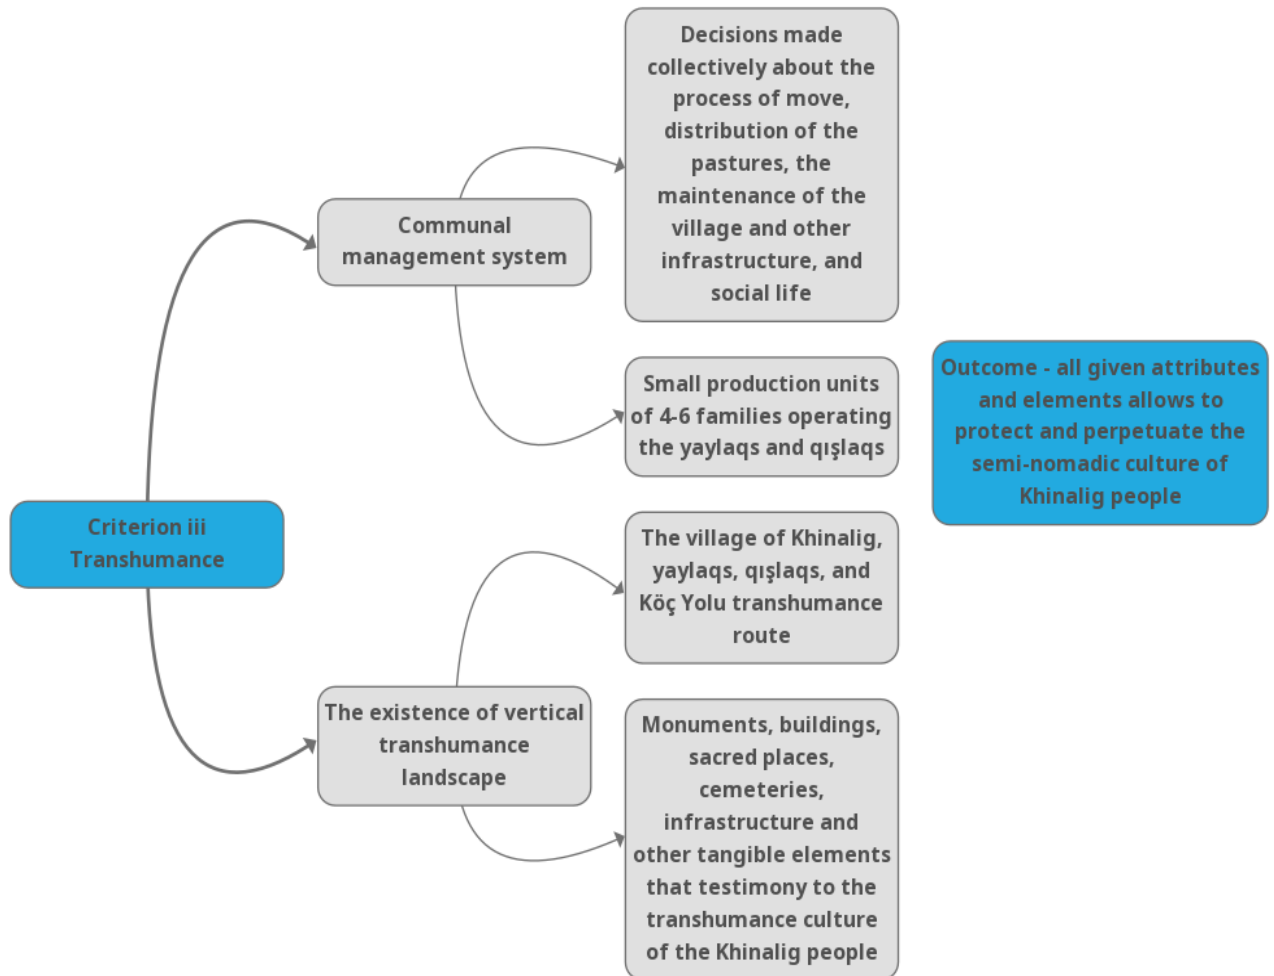 Decisions made
collectively about the
process of move,
distribution of the
pastures, the
maintenance of the
village and other
infrastructure, and
social life
Communal
management system
Small production units
of 4-6 families operating
the yaylaqs and qışlaqs
Outcome - all given attributes
and elements allows to
protect and perpetuate the
semi-nomadic culture of
Khinalig people
Criterion iii
Transhumance
The village of Khinalig,
yaylaqs, qışlaqs, and
Köç Yolu transhumance
route
The existence of vertical
transhumance
landscape
Monuments, buildings,
sacred places,
cemeteries,
infrastructure and
other tangible elements
that testimony to the
transhumance culture
of the Khinalig people